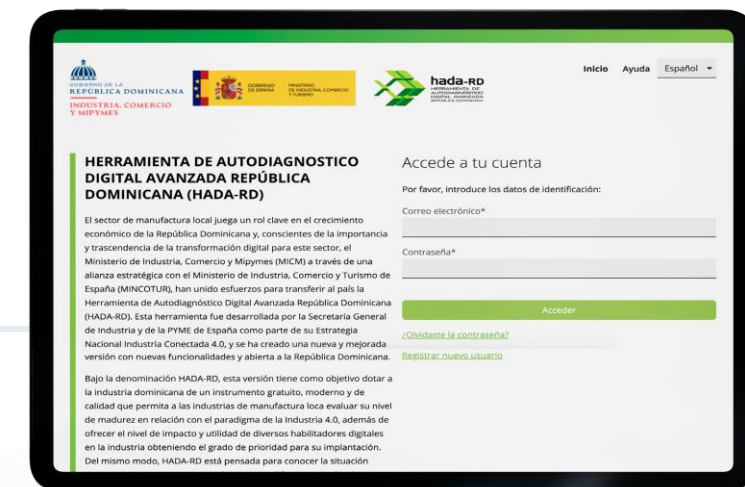 GOBIERNO DE LA
REPÚBLICA DOMINICANA
INDUSTRIA, COMERCIO
Y MIPYMES
GOBIERNO
DE ESPAÑA
MINISTERIO
DE INDUSTRIA, COMERCIO
Y TURISMO
hada-RD
HERRAMIENTA DE
AUTODIAGNÓSTICO
DIGITAL AVANZADA
REPÚBLICA DOMINICANA
Inicio Ayuda Español
HERRAMIENTA DE AUTODIAGNOSTICO
DIGITAL AVANZADA REPÚBLICA
DOMINICANA (HADA-RD)
El sector de manufactura local juega un rol clave en el crecimiento
económico de la República Dominicana y, conscientes de la importancia
y trascendencia de la transformación digital para este sector, el
Ministerio de Industria, Comercio y Mipymes (MICM) a través de una
alianza estratégica con el Ministerio de Industria, Comercio y Turismo de
España (MINCOTUR), han unido esfuerzos para transferir al país la
Herramienta de Autodiagnóstico Digital Avanzada República Dominicana
(HADA-RD). Esta herramienta fue desarrollada por la Secretaría General
de Industria y de la PYME de España como parte de su Estrategia
Nacional Industria Conectada 4.0, y se ha creado una nueva y mejorada
versión con nuevas funcionalidades y abierta a la República Dominicana.
Bajo la denominación HADA-RD, esta versión tiene como objetivo dotar a
la industria dominicana de un instrumento gratuito, moderno y de
calidad que permita a las industrias de manufactura loca evaluar su nivel
de madurez en relación con el paradigma de la Industria 4.0, además de
ofrecer el nivel de impacto y utilidad de diversos habilitadores digitales
en la industria obteniendo el grado de prioridad para su implantación.
Del mismo modo, HADA-RD está pensada para conocer la situación
Accede a tu cuenta
Por favor, introduce los datos de identificación:
Correo electrónico*
Contraseña*
Acceder
¿Olvidaste la contraseña?
Registrar nuevo usuario